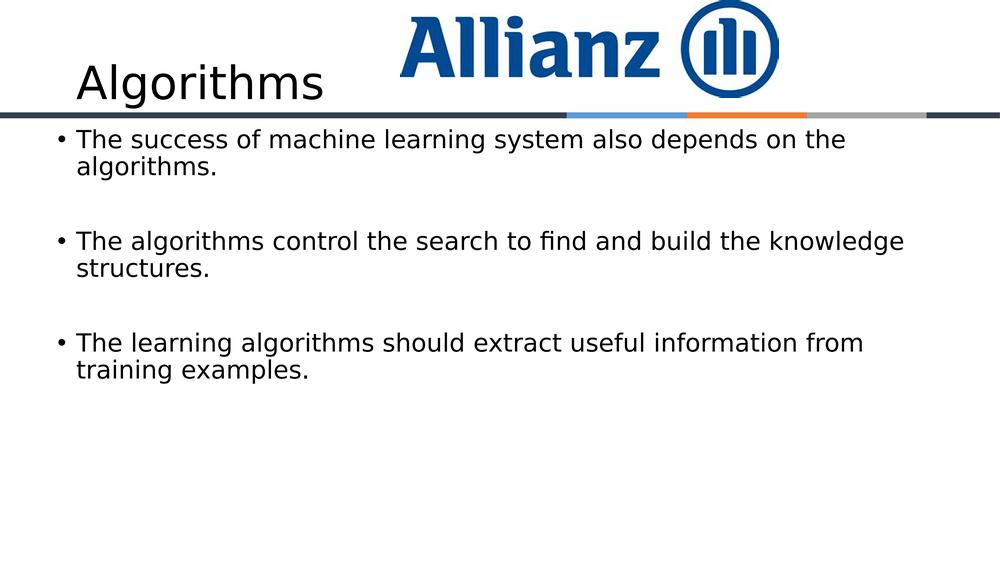 Allianz
Algorithms
• The success of machine learning system also depends on the
algorithms.
• The algorithms control the search to find and build the knowledge
structures.
• The learning algorithms should extract useful information from
training examples.